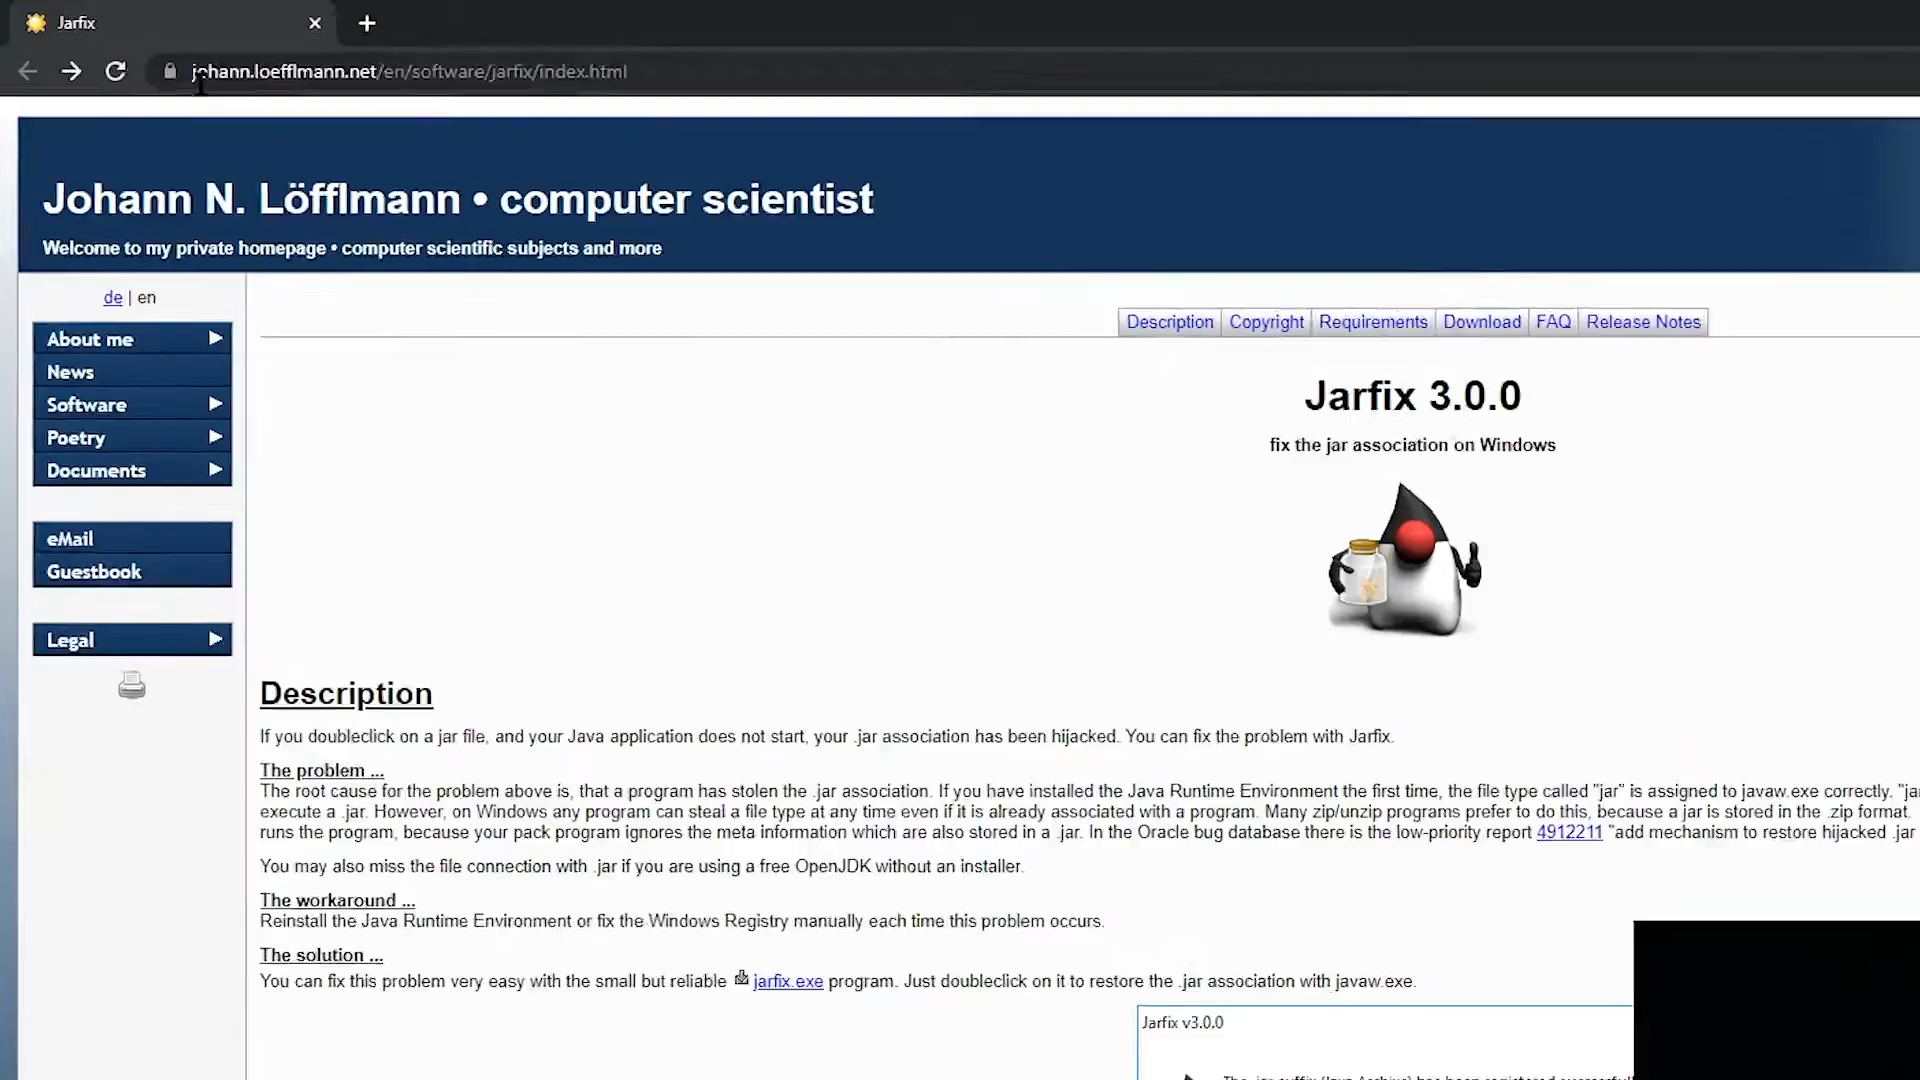 Jarfix
johann.loefflmann.net/en/software/jarfix/index.html
Johann N. Löfflmann • computer scientist
Welcome to my private homepage • computer scientific subjects and more
de | en
About me
News
Software
Poetry
Documents
eMail
Guestbook
Legal
Description Copyright Requirements Download FAQ Release Notes
Jarfix 3.0.0
fix the jar association on Windows
Description
If you doubleclick on a jar file, and your Java application does not start, your .jar association has been hijacked. You can fix the problem with Jarfix.
The problem ...
The root cause for the problem above is, that a program has stolen the .jar association. If you have installed the Java Runtime Environment the first time, the file type called "jar" is assigned to javaw.exe correctly. "ja
execute a .jar. However, on Windows any program can steal a file type at any time even if it is already associated with a program. Many zip/unzip programs prefer to do this, because a jar is stored in the .zip format.
runs the program, because your pack program ignores the meta information which are also stored in a .jar. In the Oracle bug database there is the low-priority report 4912211 "add mechanism to restore hijacked .jar
You may also miss the file connection with .jar if you are using a free OpenJDK without an installer.
The workaround ...
Reinstall the Java Runtime Environment or fix the Windows Registry manually each time this problem occurs.
The solution ...
You can fix this problem very easy with the small but reliable jarfix.exe program. Just doubleclick on it to restore the .jar association with javaw.exe.
Jarfix v3.0.0